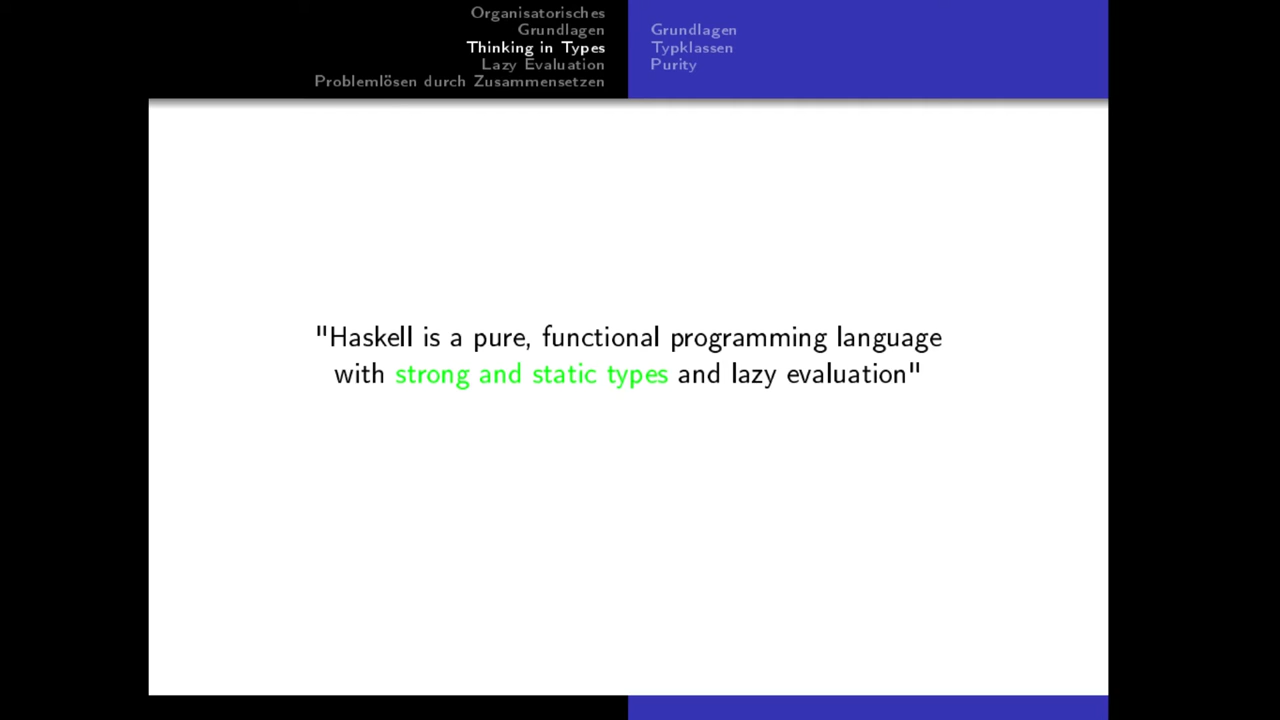 Organisatorisches
Grundlagen
Thinking in Types
Lazy Evaluation
Problemlösen durch Zusammensetzen
Grundlagen
Typklassen
Purity
"Haskell is a pure, functional programming language
with strong and static types and lazy evaluation"